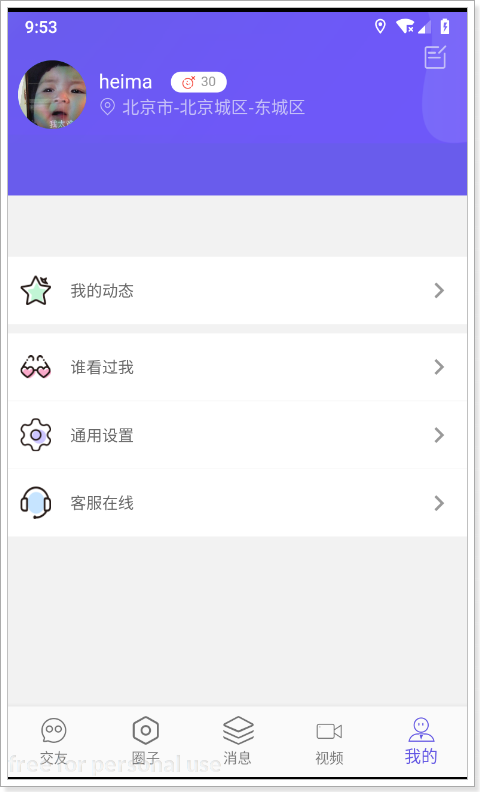 9:53
heima
30
北京市-北京城区-东城区
我的动态
谁看过我
通用设置
客服在线
交友
圈子
消息
视频
我的
free for personal use